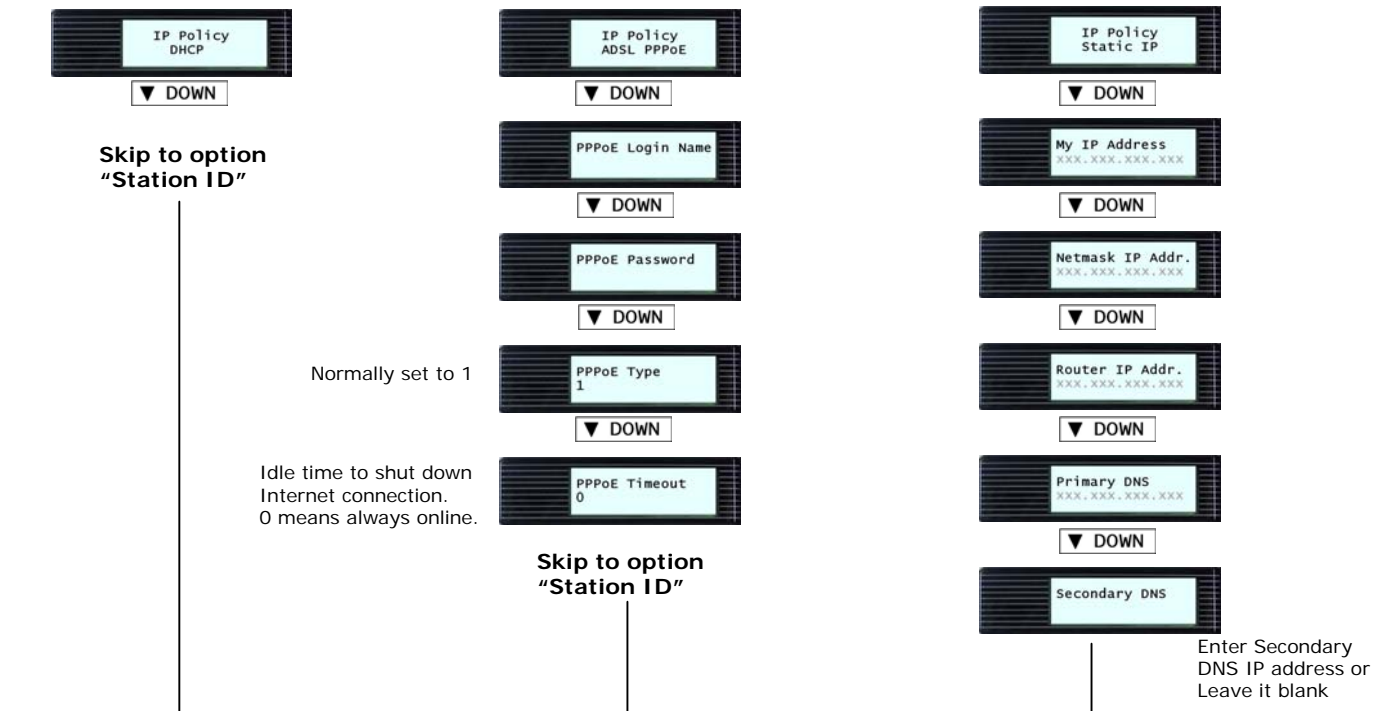 IP Policy
DHCP
▼ DOWN
Skip to option
“Station ID”
IP Policy
ADSL PPPoE
▼ DOWN
PPPoE Login Name
▼ DOWN
PPPoE Password
▼ DOWN
Normally set to 1
PPPoE Type
1
▼ DOWN
Idle time to shut down
Internet connection.
0 means always online.
PPPoE Timeout
0
Skip to option
“Station ID”
IP Policy
Static IP
▼ DOWN
My IP Address
xxx.xxx.xxx.xxx
▼ DOWN
Netmask IP Addr.
xxx.xxx.xxx.xxx
▼ DOWN
Router IP Addr.
xxx.xxx.xxx.xxx
▼ DOWN
Primary DNS
xxx.xxx.xxx.xxx
▼ DOWN
Secondary DNS
Enter Secondary
DNS IP address or
Leave it blank